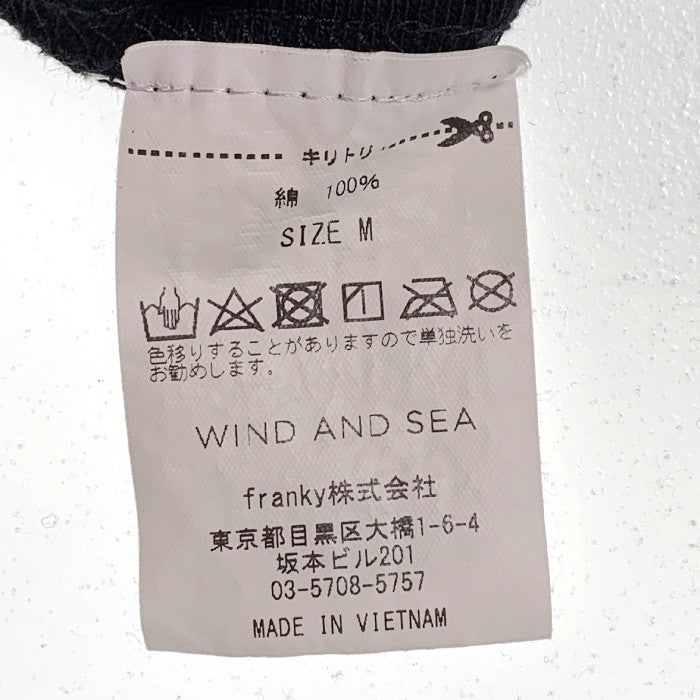 キリトリ
綿 100%
SIZE M
色移りすることがありますので単独洗いを
お勧めします。
WIND AND SEA
franky株式会社
東京都目黒区大橋1-6-4
坂本ビル201
03-5708-5757
MADE IN VIETNAM